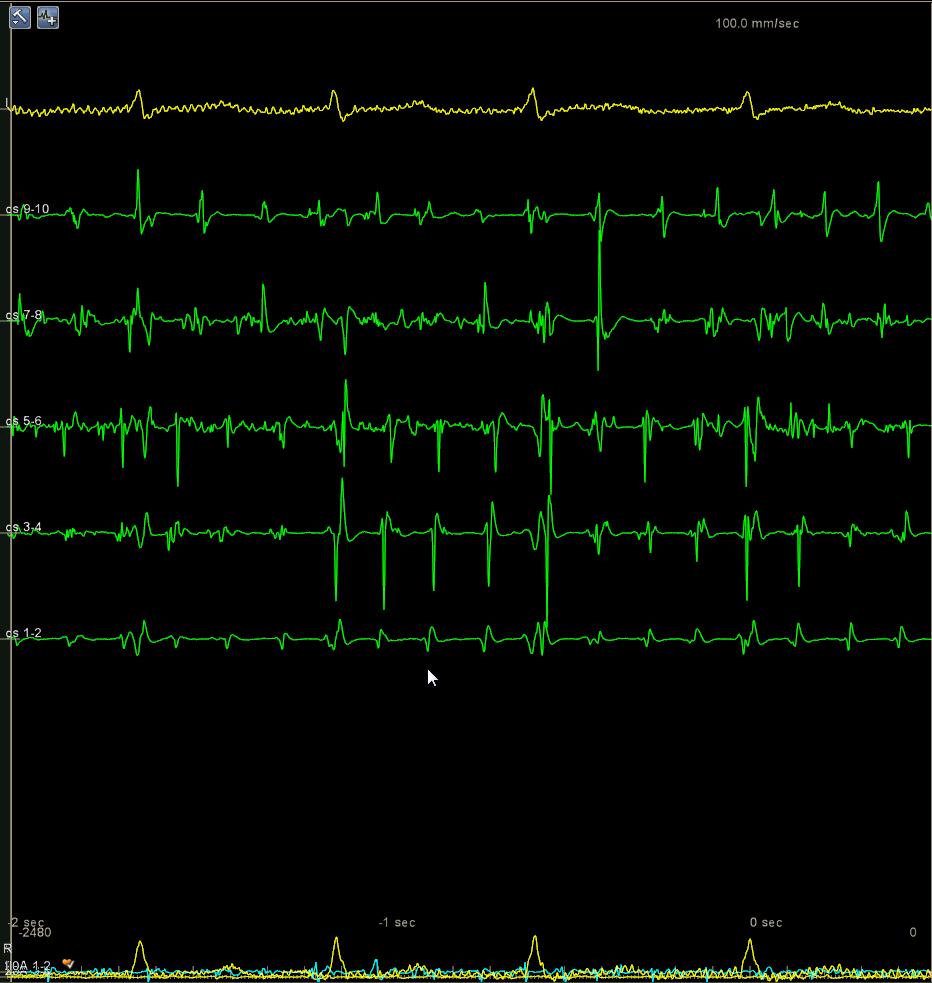 100.0 mm/sec
I
cs 9-10
cs 7-8
cs 5-6
cs 3-4
cs 1-2
-2 sec -1 sec 0 sec
-2480 0
R